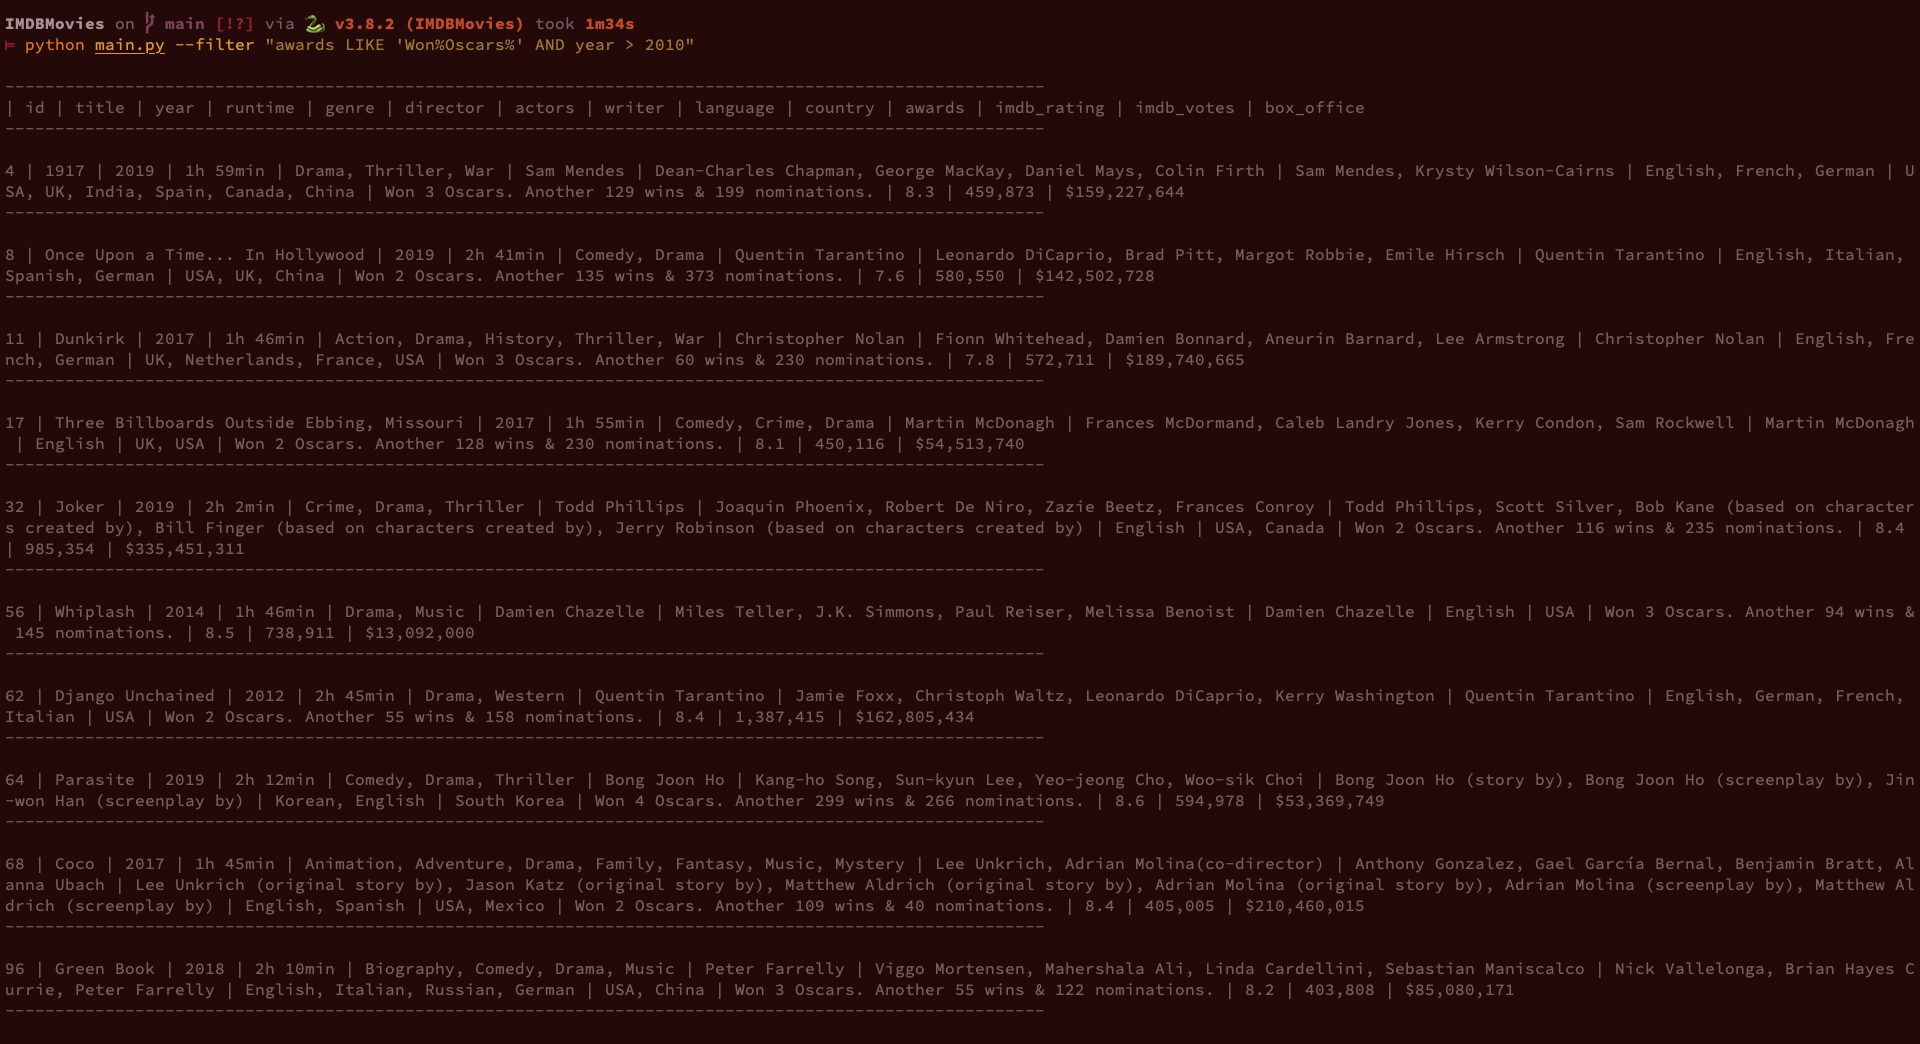 IMDBMovies on main [!?] via 🐍 v3.8.2 (IMDBMovies) took 1m34s
⊨ python main.py --filter "awards LIKE 'Won%Oscars%' AND year > 2010"
--------------------------------------------------------------------------------------------------------
| id | title | year | runtime | genre | director | actors | writer | language | country | awards | imdb_rating | imdb_votes | box_office
--------------------------------------------------------------------------------------------------------
4 | 1917 | 2019 | 1h 59min | Drama, Thriller, War | Sam Mendes | Dean-Charles Chapman, George MacKay, Daniel Mays, Colin Firth | Sam Mendes, Krysty Wilson-Cairns | English, French, German | U
SA, UK, India, Spain, Canada, China | Won 3 Oscars. Another 129 wins & 199 nominations. | 8.3 | 459,873 | $159,227,644
--------------------------------------------------------------------------------------------------------
8 | Once Upon a Time... In Hollywood | 2019 | 2h 41min | Comedy, Drama | Quentin Tarantino | Leonardo DiCaprio, Brad Pitt, Margot Robbie, Emile Hirsch | Quentin Tarantino | English, Italian,
Spanish, German | USA, UK, China | Won 2 Oscars. Another 135 wins & 373 nominations. | 7.6 | 580,550 | $142,502,728
--------------------------------------------------------------------------------------------------------
11 | Dunkirk | 2017 | 1h 46min | Action, Drama, History, Thriller, War | Christopher Nolan | Fionn Whitehead, Damien Bonnard, Aneurin Barnard, Lee Armstrong | Christopher Nolan | English, Fre
nch, German | UK, Netherlands, France, USA | Won 3 Oscars. Another 60 wins & 230 nominations. | 7.8 | 572,711 | $189,740,665
--------------------------------------------------------------------------------------------------------
17 | Three Billboards Outside Ebbing, Missouri | 2017 | 1h 55min | Comedy, Crime, Drama | Martin McDonagh | Frances McDormand, Caleb Landry Jones, Kerry Condon, Sam Rockwell | Martin McDonagh
| English | UK, USA | Won 2 Oscars. Another 128 wins & 230 nominations. | 8.1 | 450,116 | $54,513,740
--------------------------------------------------------------------------------------------------------
32 | Joker | 2019 | 2h 2min | Crime, Drama, Thriller | Todd Phillips | Joaquin Phoenix, Robert De Niro, Zazie Beetz, Frances Conroy | Todd Phillips, Scott Silver, Bob Kane (based on character
s created by), Bill Finger (based on characters created by), Jerry Robinson (based on characters created by) | English | USA, Canada | Won 2 Oscars. Another 116 wins & 235 nominations. | 8.4
| 985,354 | $335,451,311
--------------------------------------------------------------------------------------------------------
56 | Whiplash | 2014 | 1h 46min | Drama, Music | Damien Chazelle | Miles Teller, J.K. Simmons, Paul Reiser, Melissa Benoist | Damien Chazelle | English | USA | Won 3 Oscars. Another 94 wins &
145 nominations. | 8.5 | 738,911 | $13,092,000
--------------------------------------------------------------------------------------------------------
62 | Django Unchained | 2012 | 2h 45min | Drama, Western | Quentin Tarantino | Jamie Foxx, Christoph Waltz, Leonardo DiCaprio, Kerry Washington | Quentin Tarantino | English, German, French,
Italian | USA | Won 2 Oscars. Another 55 wins & 158 nominations. | 8.4 | 1,387,415 | $162,805,434
--------------------------------------------------------------------------------------------------------
64 | Parasite | 2019 | 2h 12min | Comedy, Drama, Thriller | Bong Joon Ho | Kang-ho Song, Sun-kyun Lee, Yeo-jeong Cho, Woo-sik Choi | Bong Joon Ho (story by), Bong Joon Ho (screenplay by), Jin
-won Han (screenplay by) | Korean, English | South Korea | Won 4 Oscars. Another 299 wins & 266 nominations. | 8.6 | 594,978 | $53,369,749
--------------------------------------------------------------------------------------------------------
68 | Coco | 2017 | 1h 45min | Animation, Adventure, Drama, Family, Fantasy, Music, Mystery | Lee Unkrich, Adrian Molina(co-director) | Anthony Gonzalez, Gael García Bernal, Benjamin Bratt, Al
anna Ubach | Lee Unkrich (original story by), Jason Katz (original story by), Matthew Aldrich (original story by), Adrian Molina (original story by), Adrian Molina (screenplay by), Matthew Al
drich (screenplay by) | English, Spanish | USA, Mexico | Won 2 Oscars. Another 109 wins & 40 nominations. | 8.4 | 405,005 | $210,460,015
--------------------------------------------------------------------------------------------------------
96 | Green Book | 2018 | 2h 10min | Biography, Comedy, Drama, Music | Peter Farrelly | Viggo Mortensen, Mahershala Ali, Linda Cardellini, Sebastian Maniscalco | Nick Vallelonga, Brian Hayes C
urrie, Peter Farrelly | English, Italian, Russian, German | USA, China | Won 3 Oscars. Another 55 wins & 122 nominations. | 8.2 | 403,808 | $85,080,171
--------------------------------------------------------------------------------------------------------